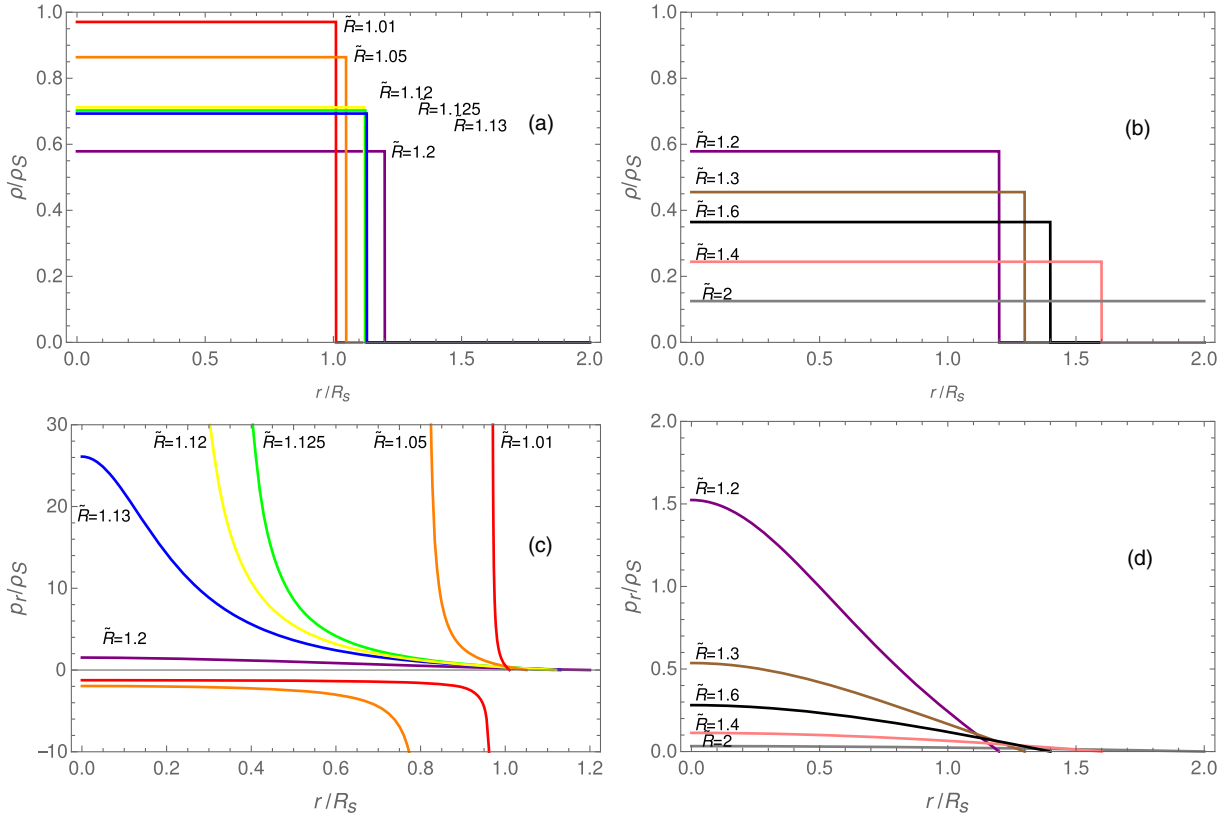 1.0
0.8
0.6
0.4
0.2
0.0
ρ/ρS
R̃=1.01
R̃=1.05
R̃=1.12
R̃=1.125
R̃=1.13
R̃=1.2
(a)
0.0 0.5 1.0 1.5 2.0
r/RS
1.0
0.8
0.6
0.4
0.2
0.0
ρ/ρS
(b)
R̃=1.2
R̃=1.3
R̃=1.6
R̃=1.4
R̃=2
0.0 0.5 1.0 1.5 2.0
r/RS
30
20
10
0
−10
pr/ρS
R̃=1.12 R̃=1.125 R̃=1.05 R̃=1.01
R̃=1.13
(c)
R̃=1.2
0.0 0.2 0.4 0.6 0.8 1.0 1.2
r/RS
2.0
1.5
1.0
0.5
0.0
pr/ρS
R̃=1.2
(d)
R̃=1.3
R̃=1.6
R̃=1.4
R̃=2
0.0 0.5 1.0 1.5 2.0
r/RS